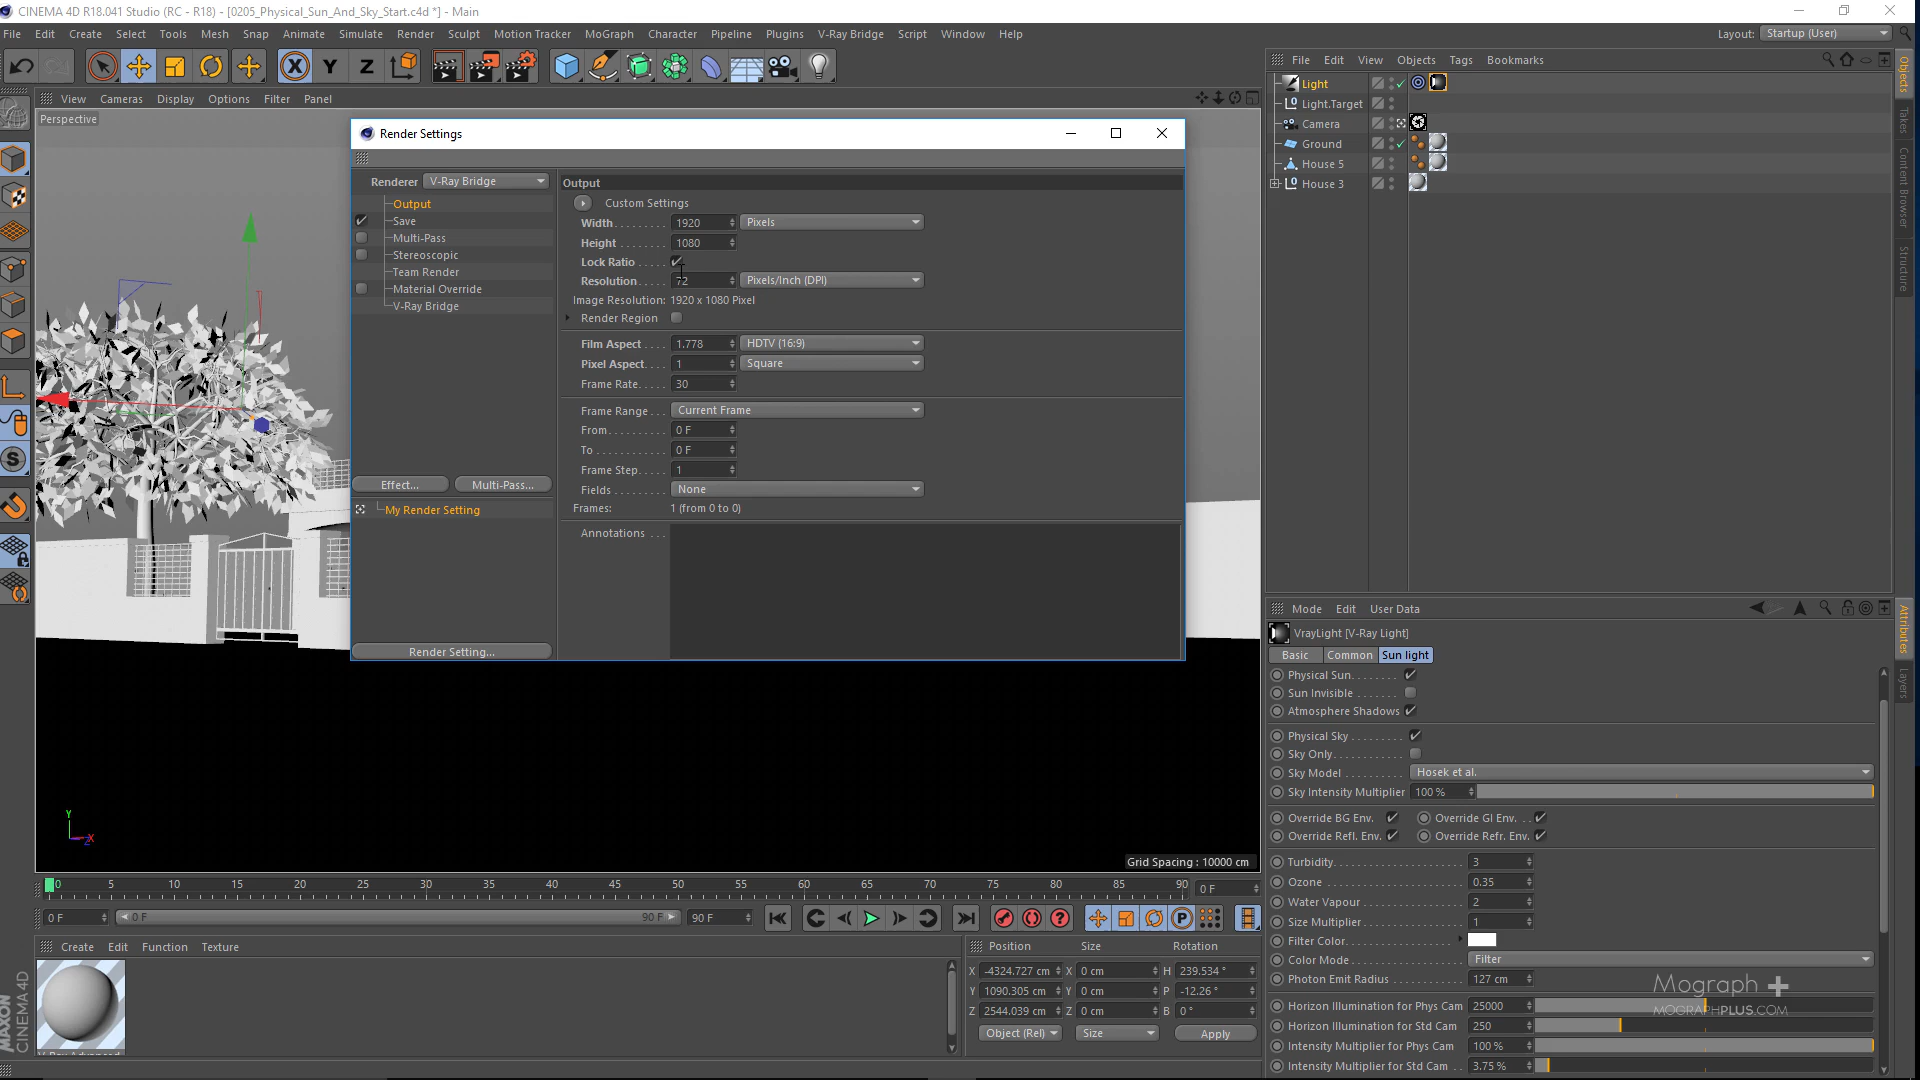 CINEMA 4D R18.041 Studio (RC - R18) - [0205_Physical_Sun_And_Sky_Start.c4d *] - Main
File Edit Create Select Tools Mesh Snap Animate Simulate Render Sculpt Motion Tracker MoGraph Character Pipeline Plugins V-Ray Bridge Script Window Help
Layout: Startup (User)
X Y Z
File Edit View Objects Tags Bookmarks
View Cameras Display Options Filter Panel
Perspective
Light
Light.Target
Camera
Ground
House 5
House 3
Objects
Takes
Content Browser
Structure
Render Settings
Renderer V-Ray Bridge
Output
Save
Multi-Pass
Stereoscopic
Team Render
Material Override
V-Ray Bridge
Effect...
Multi-Pass...
My Render Setting
Render Setting...
Output
Custom Settings
Width 1920 Pixels
Height 1080
Lock Ratio
Resolution 72 Pixels/Inch (DPI)
Image Resolution: 1920 x 1080 Pixel
Render Region
Film Aspect 1.778 HDTV (16:9)
Pixel Aspect 1 Square
Frame Rate 30
Frame Range Current Frame
From 0 F
To 0 F
Frame Step 1
Fields None
Frames: 1 (from 0 to 0)
Annotations
Mode Edit User Data
Attributes
Layers
VrayLight [V-Ray Light]
Basic Common Sun light
Physical Sun
Sun Invisible
Atmosphere Shadows
Physical Sky
Sky Only
Sky Model Hosek et al.
Sky Intensity Multiplier 100 %
Override BG Env. Override GI Env.
Override Refl. Env. Override Refr. Env.
Turbidity 3
Ozone 0.35
Water Vapour 2
Size Multiplier 1
Filter Color
Color Mode Filter
Photon Emit Radius 127 cm
Horizon Illumination for Phys Cam 25000
Horizon Illumination for Std Cam 250
Intensity Multiplier for Phys Cam 100 %
Intensity Multiplier for Std Cam 3.75 %
Mograph +
MOGRAPHPLUS.COM
Y
X
Z
Grid Spacing : 10000 cm
0 5 10 15 20 25 30 35 40 45 50 55 60 65 70 75 80 85 90
0 F
0 F 0 F 90 F 90 F
P
Create Edit Function Texture
V-Ray Advanced
MAXON
CINEMA 4D
Position Size Rotation
X -4324.727 cm X 0 cm H 239.534 °
Y 1090.305 cm Y 0 cm P -12.26 °
Z 2544.039 cm Z 0 cm B 0 °
Object (Rel) Size Apply